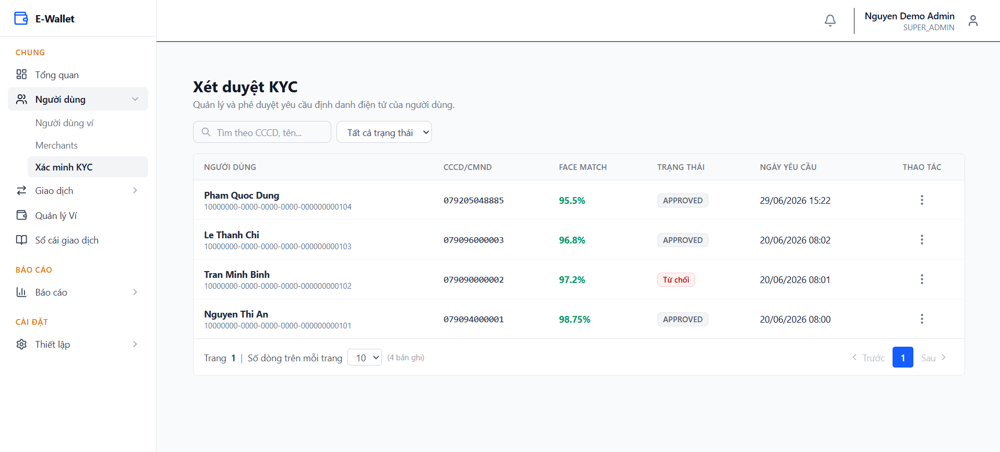 E-Wallet
Nguyen Demo Admin
SUPER_ADMIN
CHUNG
Tổng quan
Người dùng
Người dùng ví
Merchants
Xác minh KYC
Giao dịch
Quản lý Ví
Sổ cái giao dịch
BÁO CÁO
Báo cáo
CÀI ĐẶT
Thiết lập
Xét duyệt KYC
Quản lý và phê duyệt yêu cầu định danh điện tử của người dùng.
Tìm theo CCCD, tên... Tất cả trạng thái
NGƯỜI DÙNG CCCD/CMND FACE MATCH TRẠNG THÁI NGÀY YÊU CẦU THAO TÁC
Pham Quoc Dung
10000000-0000-0000-0000-000000000104 079205048885 95.5% APPROVED 29/06/2026 15:22
Le Thanh Chi
10000000-0000-0000-0000-000000000103 079096000003 96.8% APPROVED 20/06/2026 08:02
Tran Minh Binh
10000000-0000-0000-0000-000000000102 079090000002 97.2% Từ chối 20/06/2026 08:01
Nguyen Thi An
10000000-0000-0000-0000-000000000101 079094000001 98.75% APPROVED 20/06/2026 08:00
Trang 1 | Số dòng trên mỗi trang 10 (4 bản ghi) Trước 1 Sau